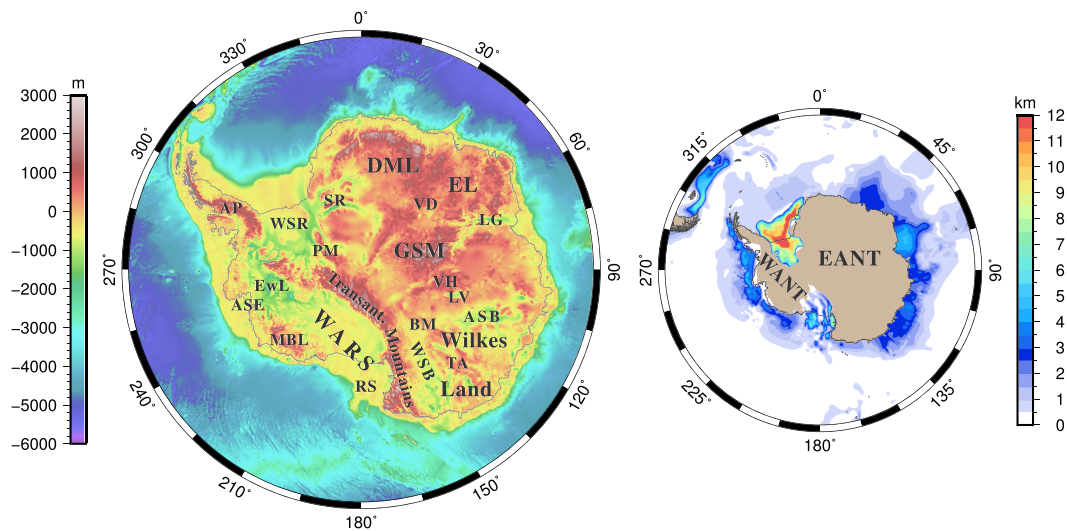 m
3000
2000
1000
0
−1000
−2000
−3000
−4000
−5000
−6000
0˚
30˚
60˚
90˚
120˚
150˚
180˚
210˚
240˚
270˚
300˚
330˚
DML
EL
SR
VD
AP
WSR
LG
PM
GSM
VH
EwL
Transant. Mountains
LV
ASE
WARS
ASB
BM
MBL
Wilkes
WSB
TA
RS
Land
0˚
45˚
90˚
135˚
180˚
225˚
270˚
315˚
EANT
WANT
km
12
11
10
9
8
7
6
5
4
3
2
1
0